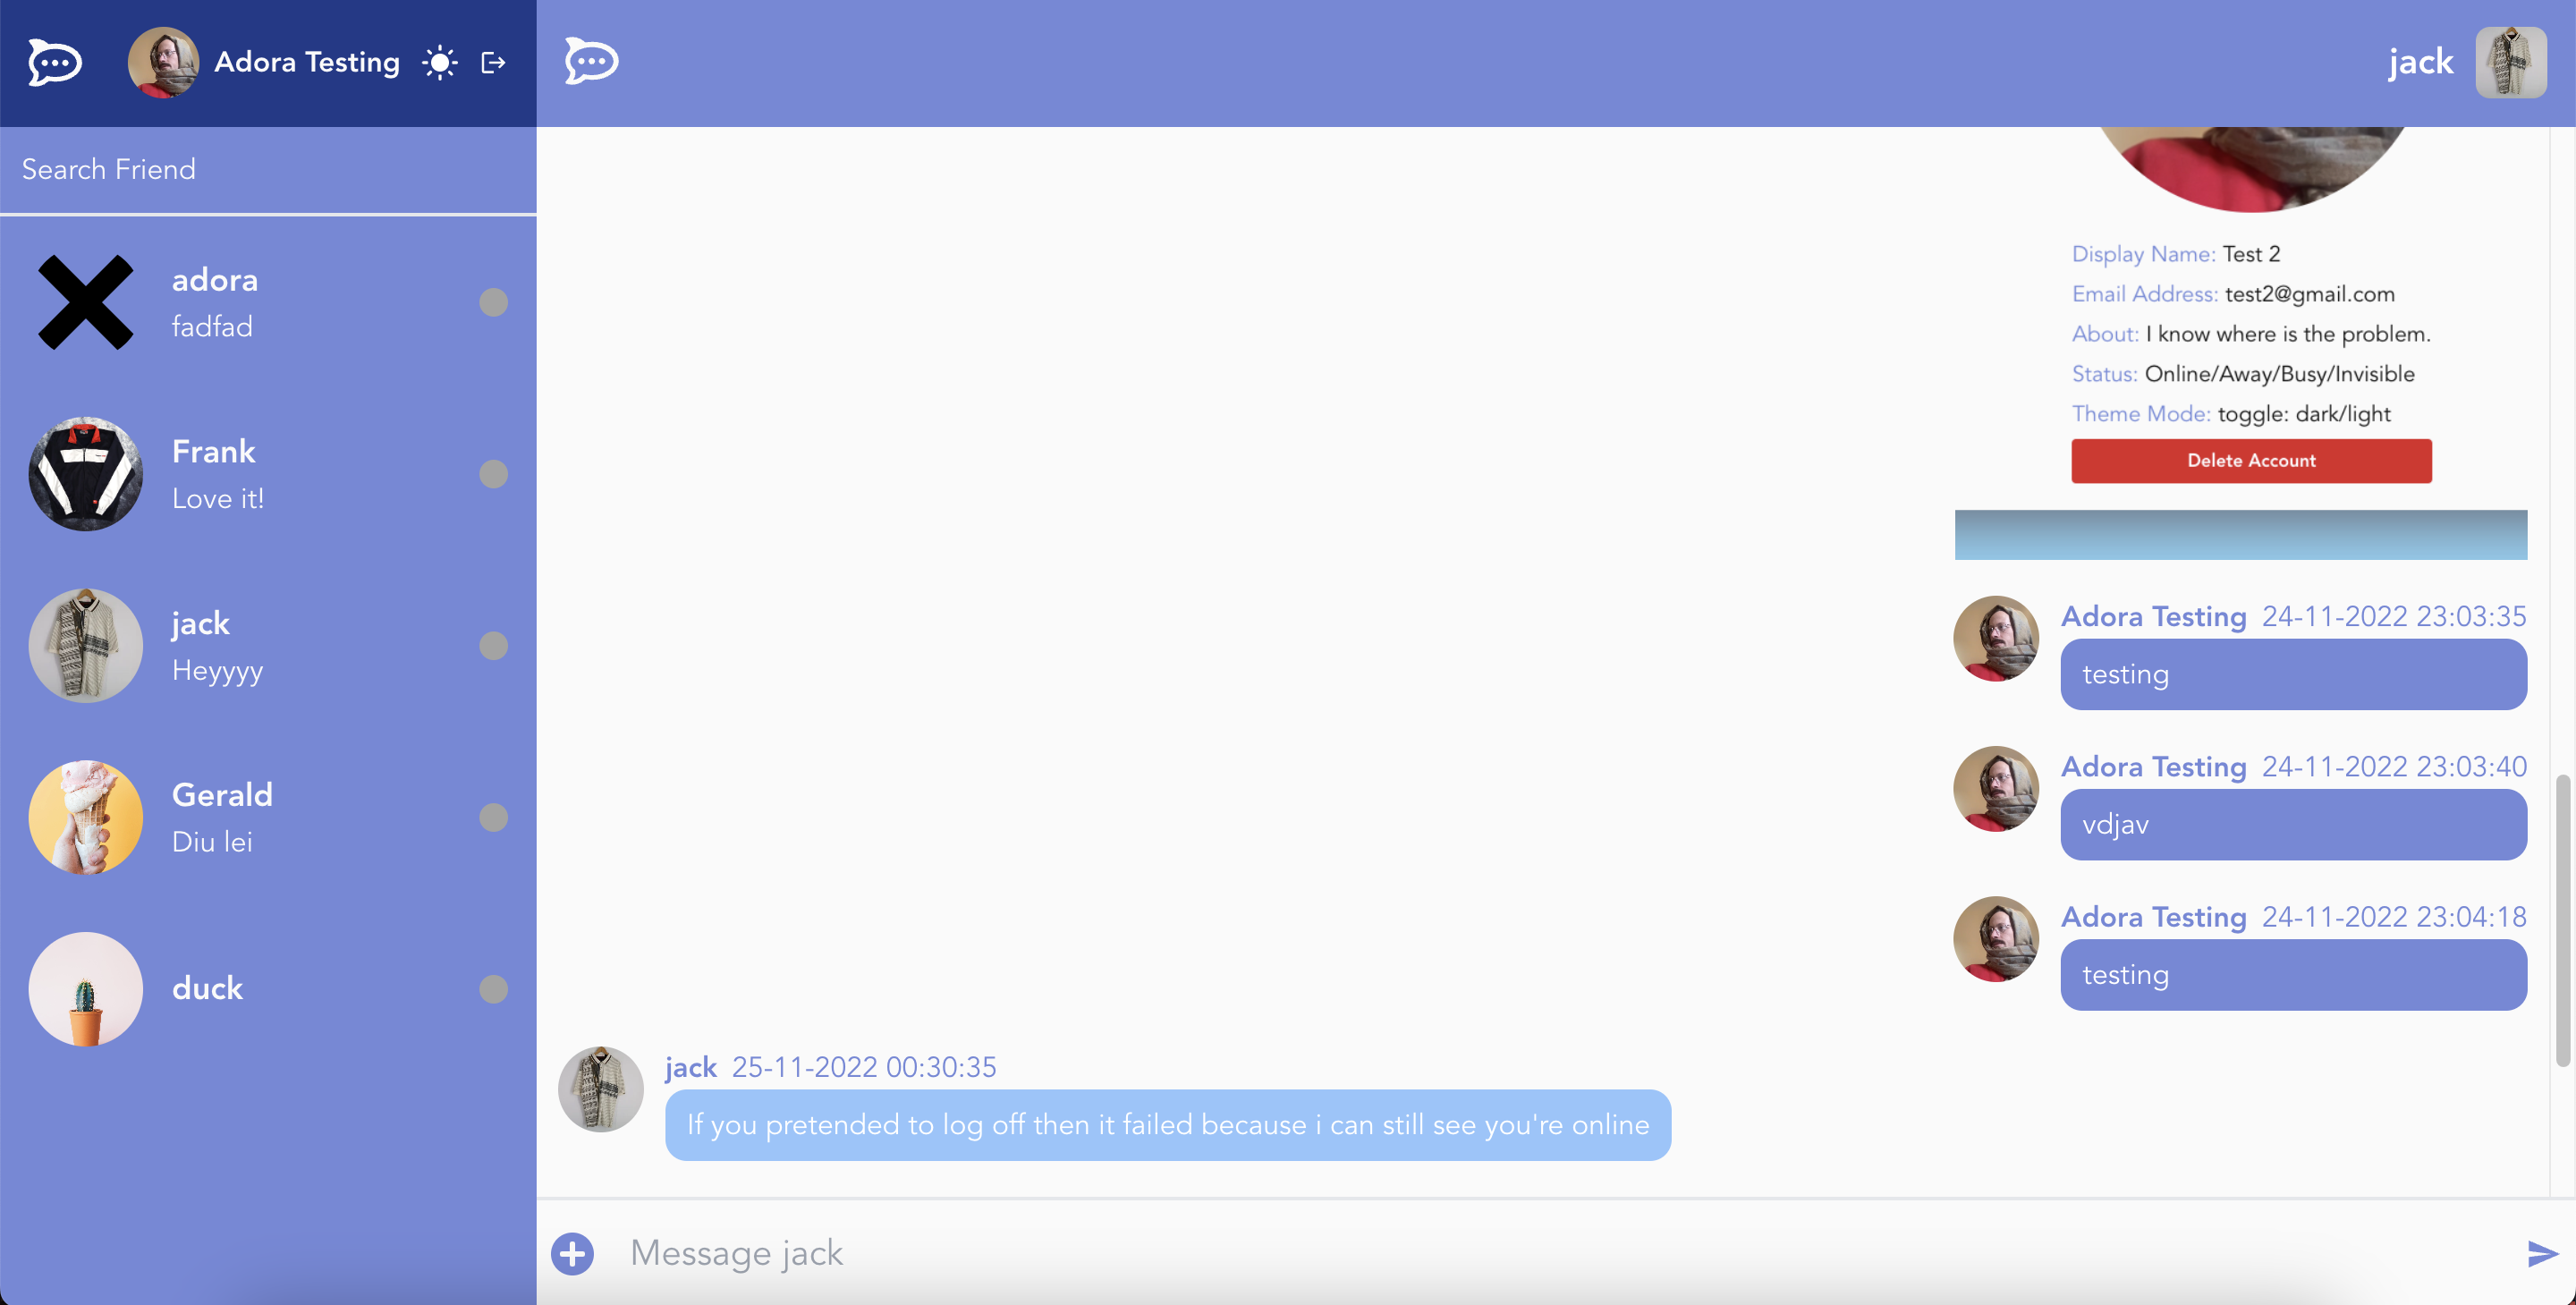 Adora Testing
jack
Search Friend
adora
fadfad
Frank
Love it!
jack
Heyyyy
Gerald
Diu lei
duck
Display Name: Test 2
Email Address: test2@gmail.com
About: I know where is the problem.
Status: Online/Away/Busy/Invisible
Theme Mode: toggle: dark/light
Delete Account
Adora Testing 24-11-2022 23:03:35
testing
Adora Testing 24-11-2022 23:03:40
vdjav
Adora Testing 24-11-2022 23:04:18
testing
jack 25-11-2022 00:30:35
If you pretended to log off then it failed because i can still see you're online
Message jack